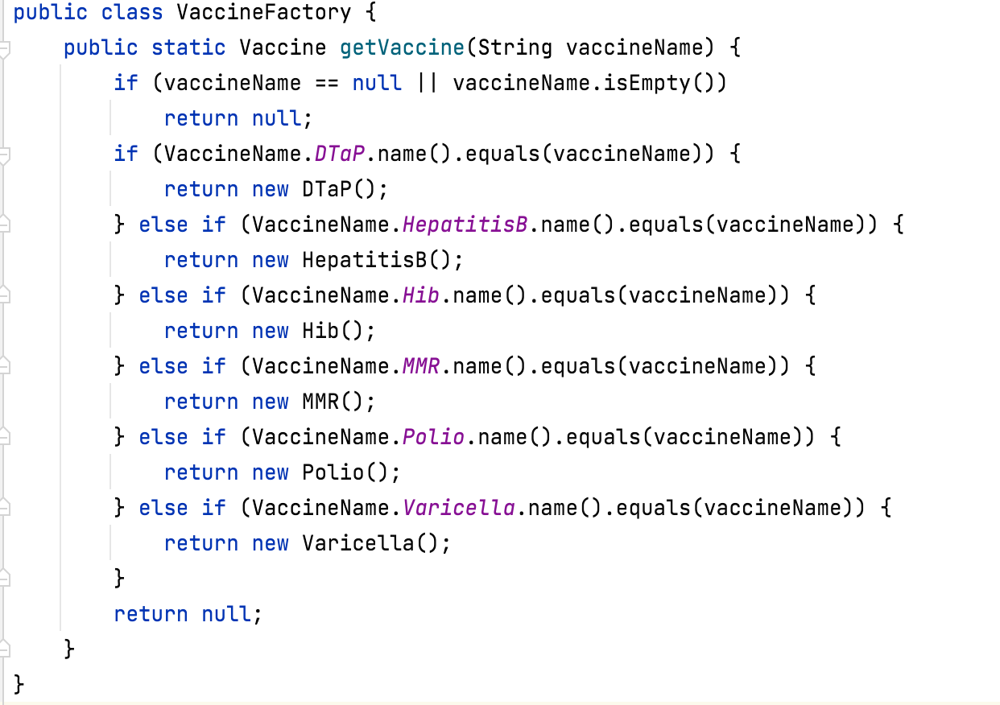 public class VaccineFactory {
    public static Vaccine getVaccine(String vaccineName) {
        if (vaccineName == null || vaccineName.isEmpty())
            return null;
        if (VaccineName.DTaP.name().equals(vaccineName)) {
            return new DTaP();
        } else if (VaccineName.HepatitisB.name().equals(vaccineName)) {
            return new HepatitisB();
        } else if (VaccineName.Hib.name().equals(vaccineName)) {
            return new Hib();
        } else if (VaccineName.MMR.name().equals(vaccineName)) {
            return new MMR();
        } else if (VaccineName.Polio.name().equals(vaccineName)) {
            return new Polio();
        } else if (VaccineName.Varicella.name().equals(vaccineName)) {
            return new Varicella();
        }
        return null;
    }
}